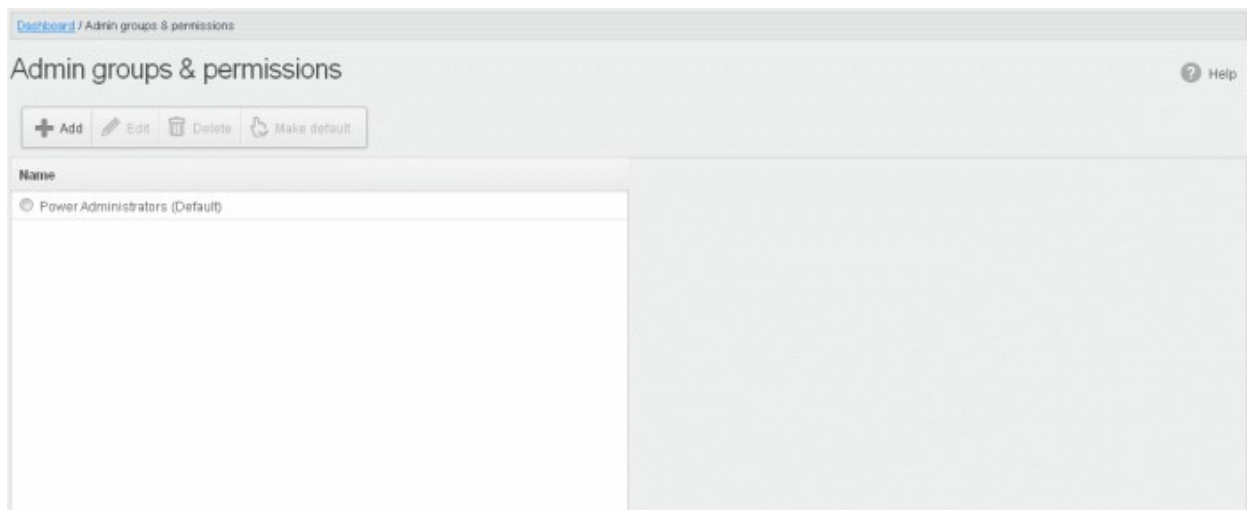 Dashboard / Admin groups & permissions
Admin groups & permissions
Help
Add Edit Delete Make default
Name
Power Administrators (Default)